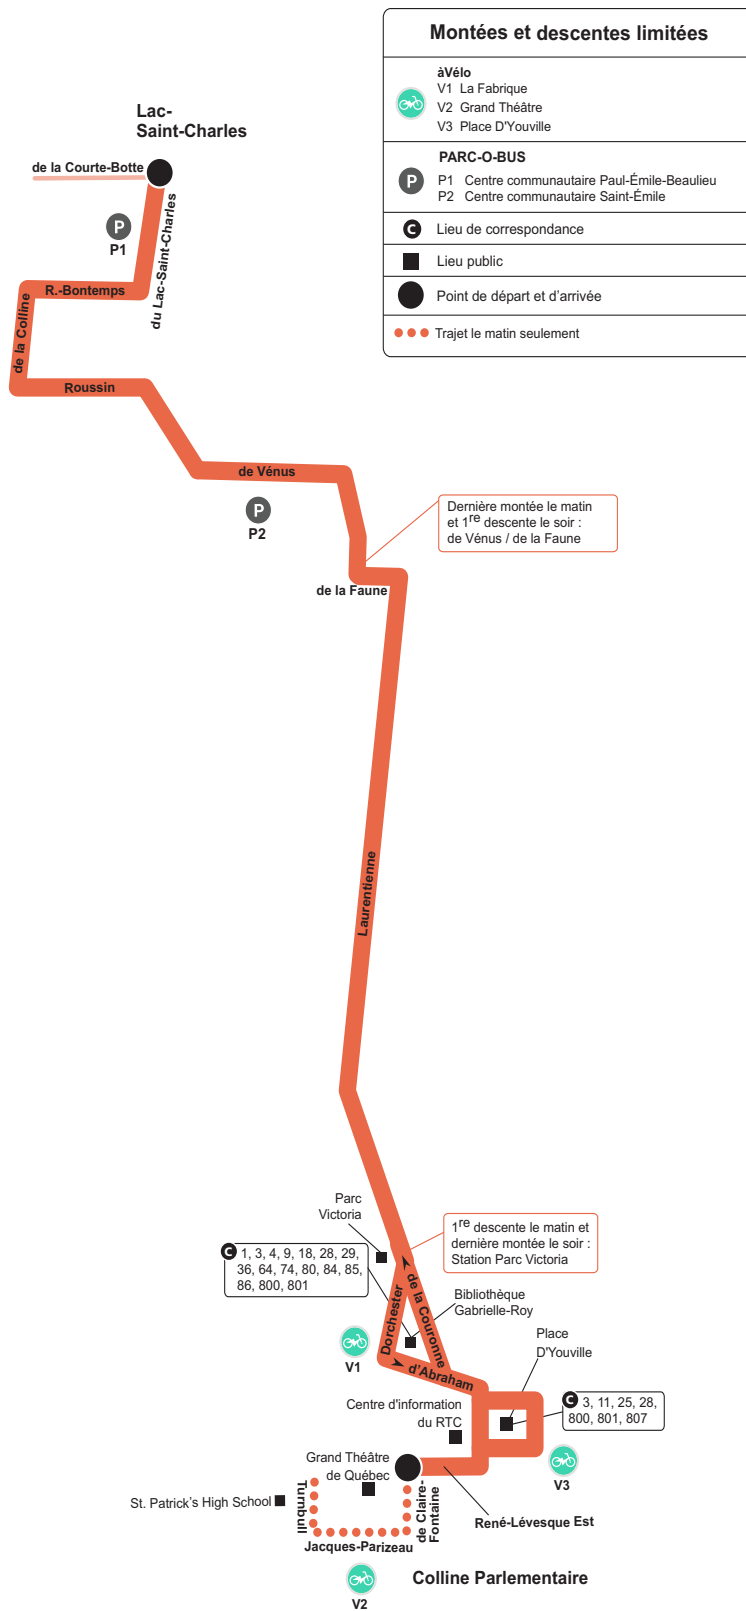 Montées et descentes limitées
àVélo
V1 La Fabrique
V2 Grand Théâtre
V3 Place D'Youville
PARC-O-BUS
P
P1 Centre communautaire Paul-Émile-Beaulieu
P2 Centre communautaire Saint-Émile
C Lieu de correspondance
Lieu public
Point de départ et d'arrivée
Trajet le matin seulement
Lac-
Saint-Charles
de la Courte-Botte
P
P1
du Lac-Saint-Charles
R.-Bontemps
de la Colline
Roussin
de Vénus
P
P2
Dernière montée le matin
et 1re descente le soir :
de Vénus / de la Faune
de la Faune
Laurentienne
Parc
Victoria
1re descente le matin et
dernière montée le soir :
Station Parc Victoria
C 1, 3, 4, 9, 18, 28, 29,
36, 64, 74, 80, 84, 85,
86, 800, 801
Dorchester
de la Couronne
Bibliothèque
Gabrielle-Roy
V1
d'Abraham
Place
D'Youville
Centre d'information
du RTC
C 3, 11, 25, 28,
800, 801, 807
V3
Grand Théâtre
de Québec
St. Patrick's High School
Turnbull
de Claire-
Fontaine
René-Lévesque Est
Jacques-Parizeau
V2
Colline Parlementaire